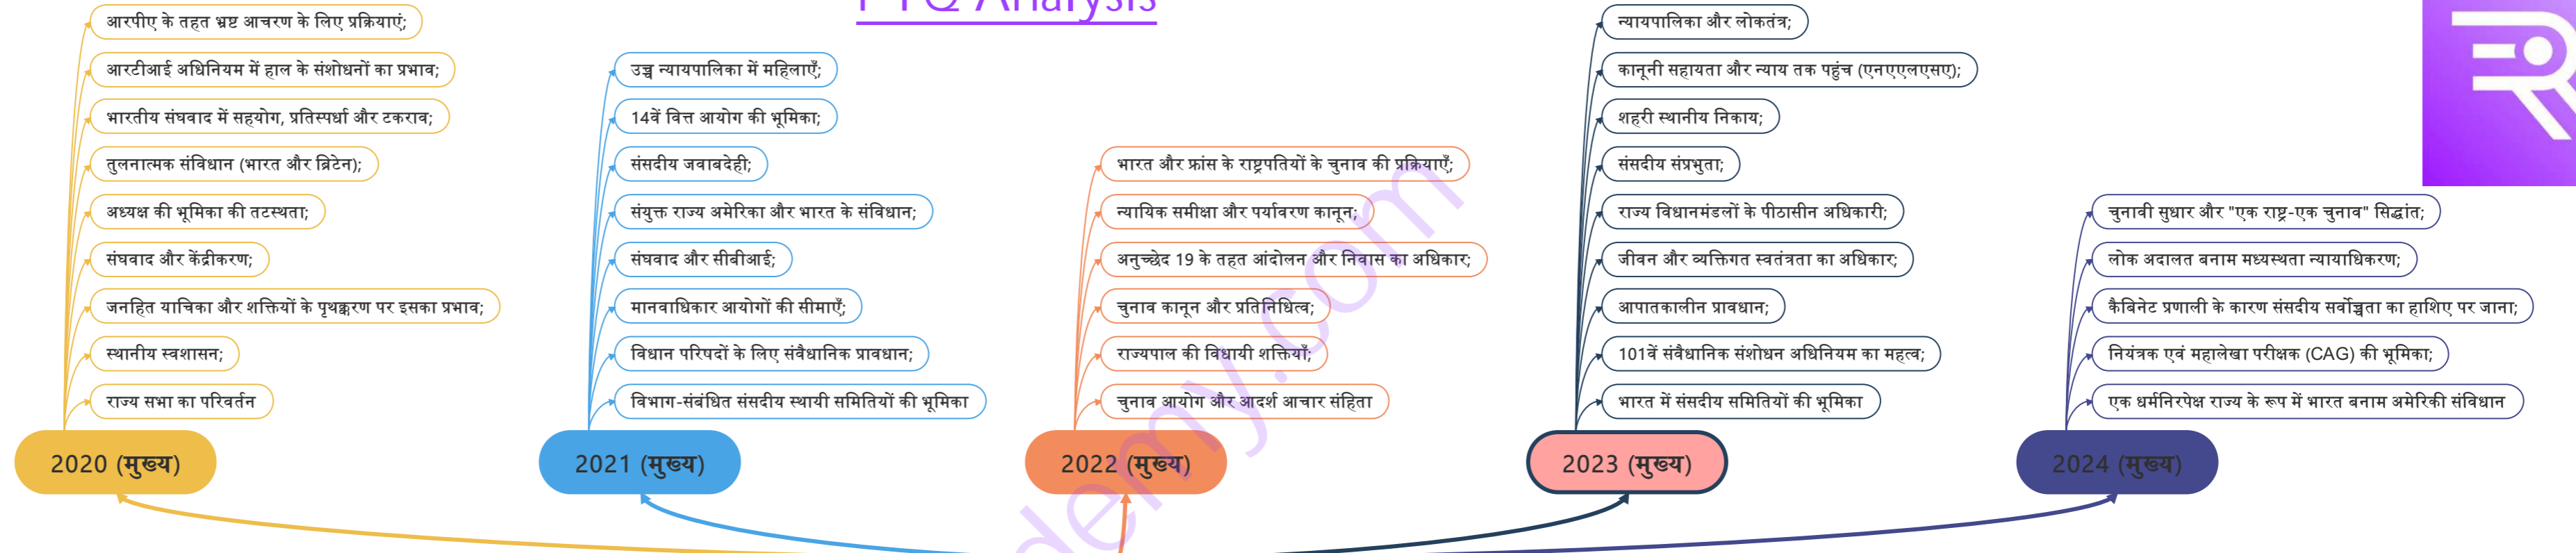 PYQ Analysis
आरपीए के तहत भ्रष्ट आचरण के लिए प्रक्रियाएं;
आरटीआई अधिनियम में हाल के संशोधनों का प्रभाव;
भारतीय संघवाद में सहयोग, प्रतिस्पर्धा और टकराव;
तुलनात्मक संविधान (भारत और ब्रिटेन);
अध्यक्ष की भूमिका की तटस्थता;
संघवाद और केंद्रीकरण;
जनहित याचिका और शक्तियों के पृथक्करण पर इसका प्रभाव;
स्थानीय स्वशासन;
राज्य सभा का परिवर्तन
2020 (मुख्य)
उच्च न्यायपालिका में महिलाएँ;
14वें वित्त आयोग की भूमिका;
संसदीय जवाबदेही;
संयुक्त राज्य अमेरिका और भारत के संविधान;
संघवाद और सीबीआई;
मानवाधिकार आयोगों की सीमाएँ;
विधान परिषदों के लिए संवैधानिक प्रावधान;
विभाग-संबंधित संसदीय स्थायी समितियों की भूमिका
2021 (मुख्य)
भारत और फ्रांस के राष्ट्रपतियों के चुनाव की प्रक्रियाएँ;
न्यायिक समीक्षा और पर्यावरण कानून;
अनुच्छेद 19 के तहत आंदोलन और निवास का अधिकार;
चुनाव कानून और प्रतिनिधित्व;
राज्यपाल की विधायी शक्तियाँ;
चुनाव आयोग और आदर्श आचार संहिता
2022 (मुख्य)
न्यायपालिका और लोकतंत्र;
कानूनी सहायता और न्याय तक पहुंच (एनएएलएसए);
शहरी स्थानीय निकाय;
संसदीय संप्रभुता;
राज्य विधानमंडलों के पीठासीन अधिकारी;
जीवन और व्यक्तिगत स्वतंत्रता का अधिकार;
आपातकालीन प्रावधान;
101वें संवैधानिक संशोधन अधिनियम का महत्व;
भारत में संसदीय समितियों की भूमिका
2023 (मुख्य)
चुनावी सुधार और "एक राष्ट्र-एक चुनाव" सिद्धांत;
लोक अदालत बनाम मध्यस्थता न्यायाधिकरण;
कैबिनेट प्रणाली के कारण संसदीय सर्वोच्चता का हाशिए पर जाना;
नियंत्रक एवं महालेखा परीक्षक (CAG) की भूमिका;
एक धर्मनिरपेक्ष राज्य के रूप में भारत बनाम अमेरिकी संविधान
2024 (मुख्य)
demy.com